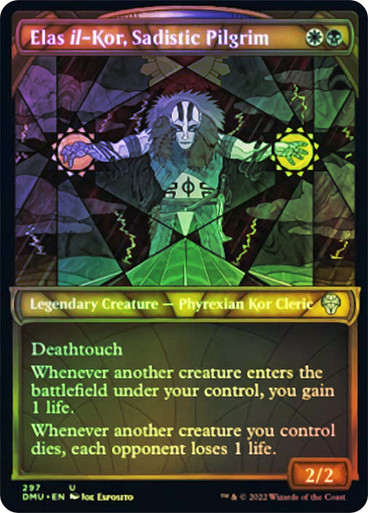 Elas il-Kor, Sadistic Pilgrim
Legendary Creature — Phyrexian Kor Cleric
Deathtouch
Whenever another creature enters the
battlefield under your control, you gain
1 life.
Whenever another creature you control
dies, each opponent loses 1 life.
2/2
297 U
DMU • EN Joe Esposito
™ & © 2022 Wizards of the Coast